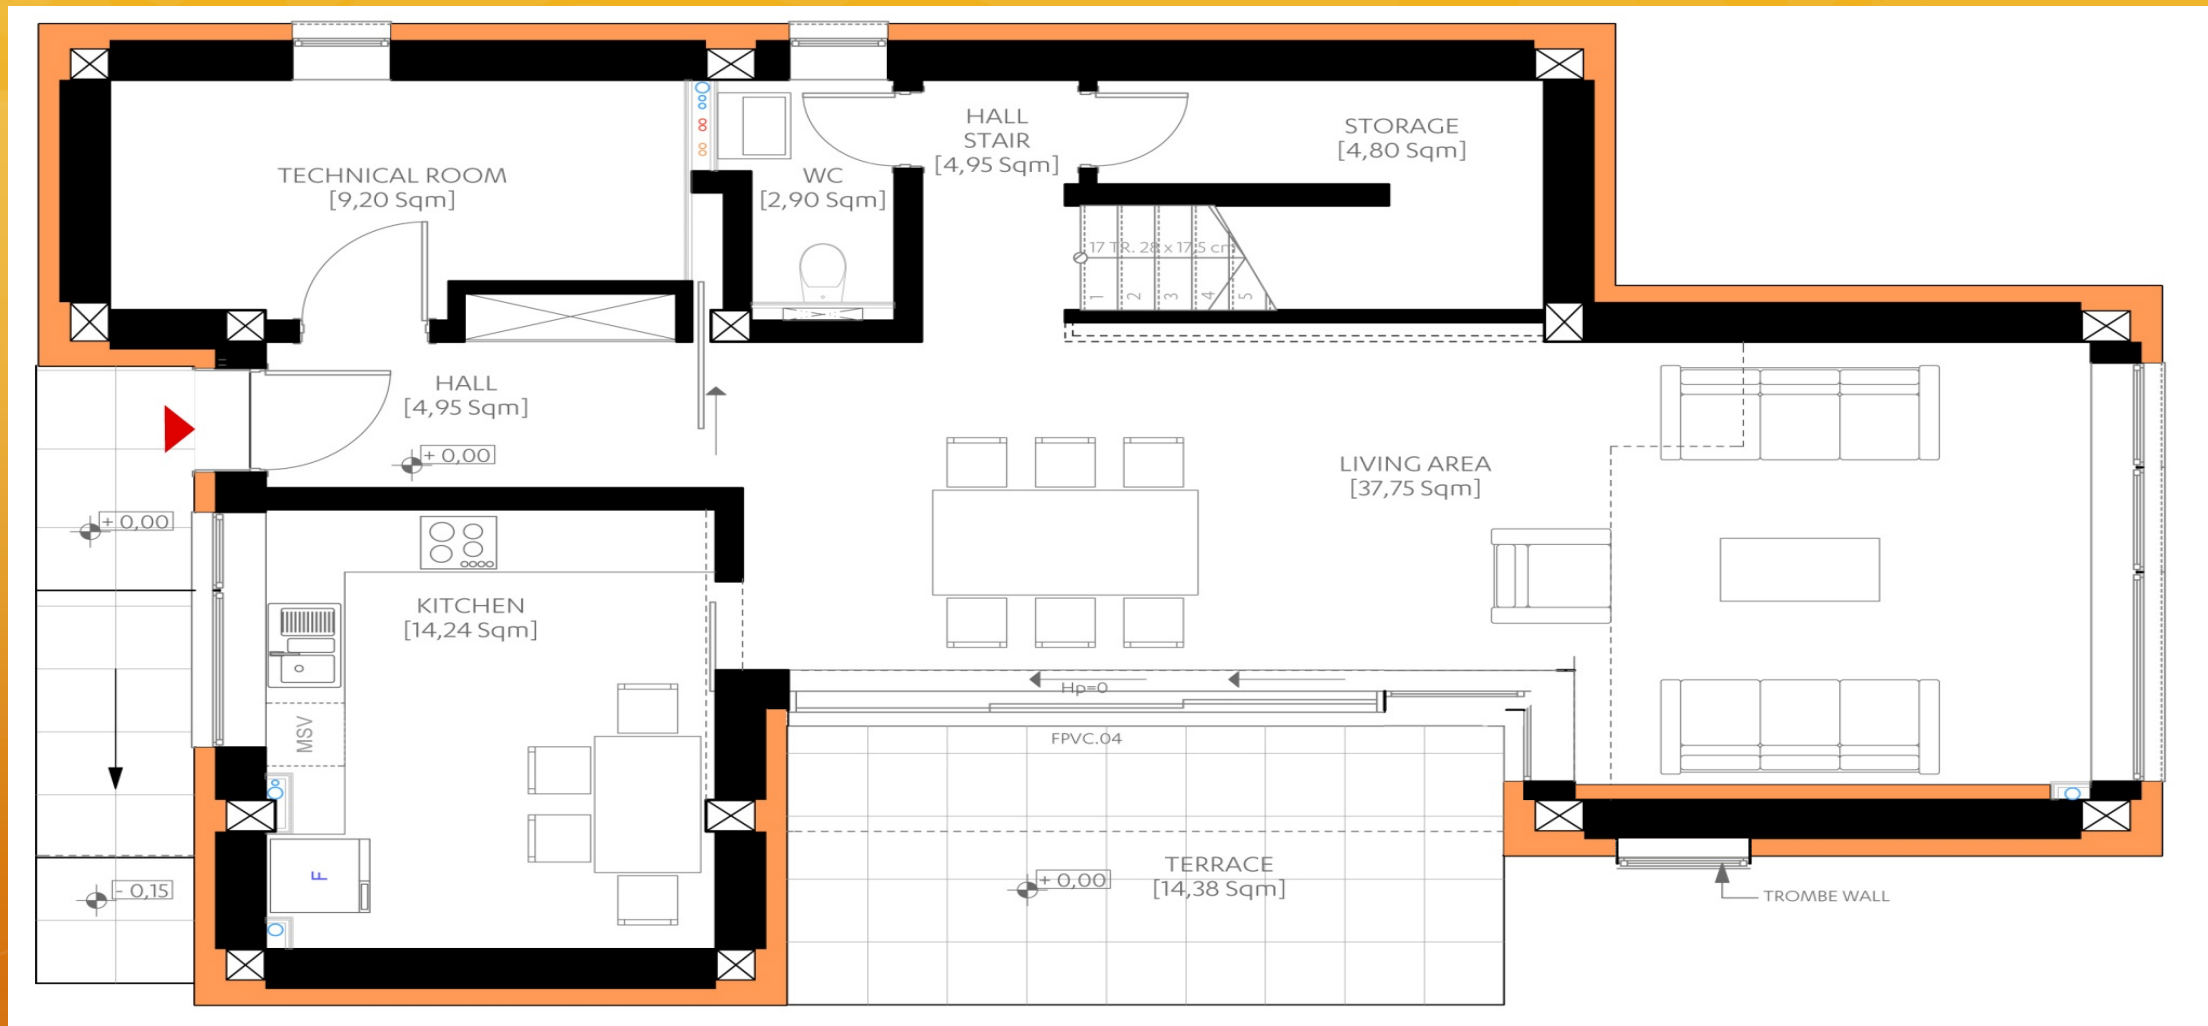 HALL
STAIR
[4,95 Sqm]
STORAGE
[4,80 Sqm]
TECHNICAL ROOM
[9,20 Sqm]
WC
[2,90 Sqm]
17 TR. 28 x 17,5 cm
1
2
3
4
5
HALL
[4,95 Sqm]
+ 0,00
LIVING AREA
[37,75 Sqm]
+ 0,00
KITCHEN
[14,24 Sqm]
Hp=0
MSV
FPVC.04
F
TERRACE
[14,38 Sqm]
+ 0,00
- 0,15
TROMBE WALL